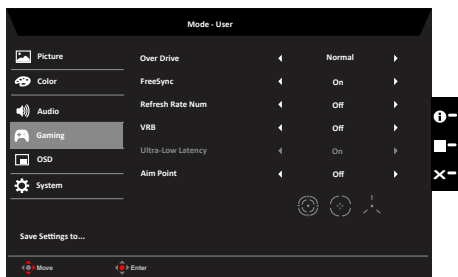 Mode - User
Picture
Color
Audio
Gaming
OSD
System
Save Settings to...
Over Drive Normal
FreeSync On
Refresh Rate Num Off
VRB Off
Ultra-Low Latency On
Aim Point Off
Move Enter